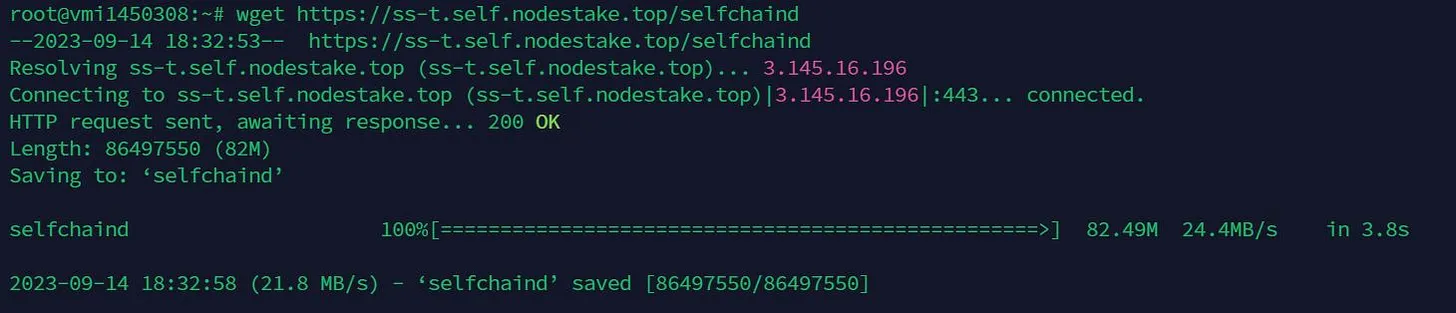 root@vmi1450308:~# wget https://ss-t.self.nodestake.top/selfchaind
--2023-09-14 18:32:53--  https://ss-t.self.nodestake.top/selfchaind
Resolving ss-t.self.nodestake.top (ss-t.self.nodestake.top)... 3.145.16.196
Connecting to ss-t.self.nodestake.top (ss-t.self.nodestake.top)|3.145.16.196|:443... connected.
HTTP request sent, awaiting response... 200 OK
Length: 86497550 (82M)
Saving to: ‘selfchaind’
selfchaind                     100%[==================================================>]  82.49M  24.4MB/s    in 3.8s
2023-09-14 18:32:58 (21.8 MB/s) - ‘selfchaind’ saved [86497550/86497550]